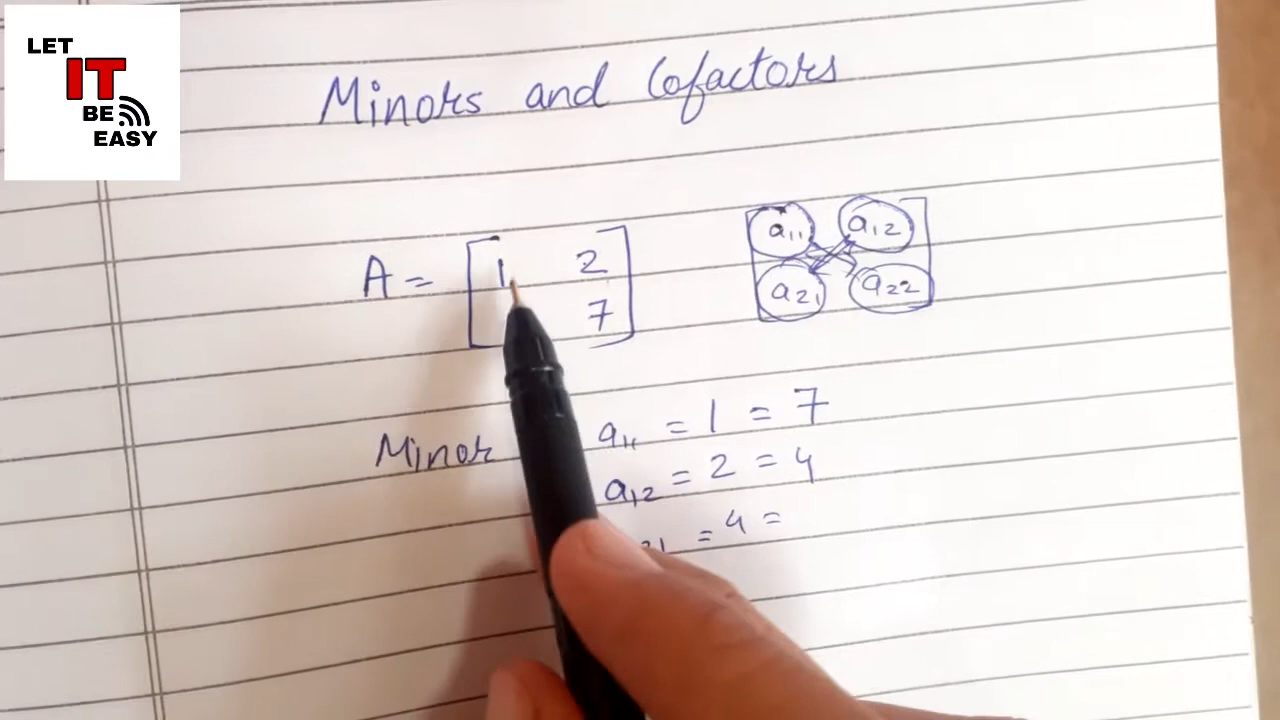 LET
IT
BE
EASY
Minors and Cofactors
A = [ 1 2
7 ]
a11 a12
a21 a22
Minor a11 = 1 = 7
a12 = 2 = 4
21 = 4 =